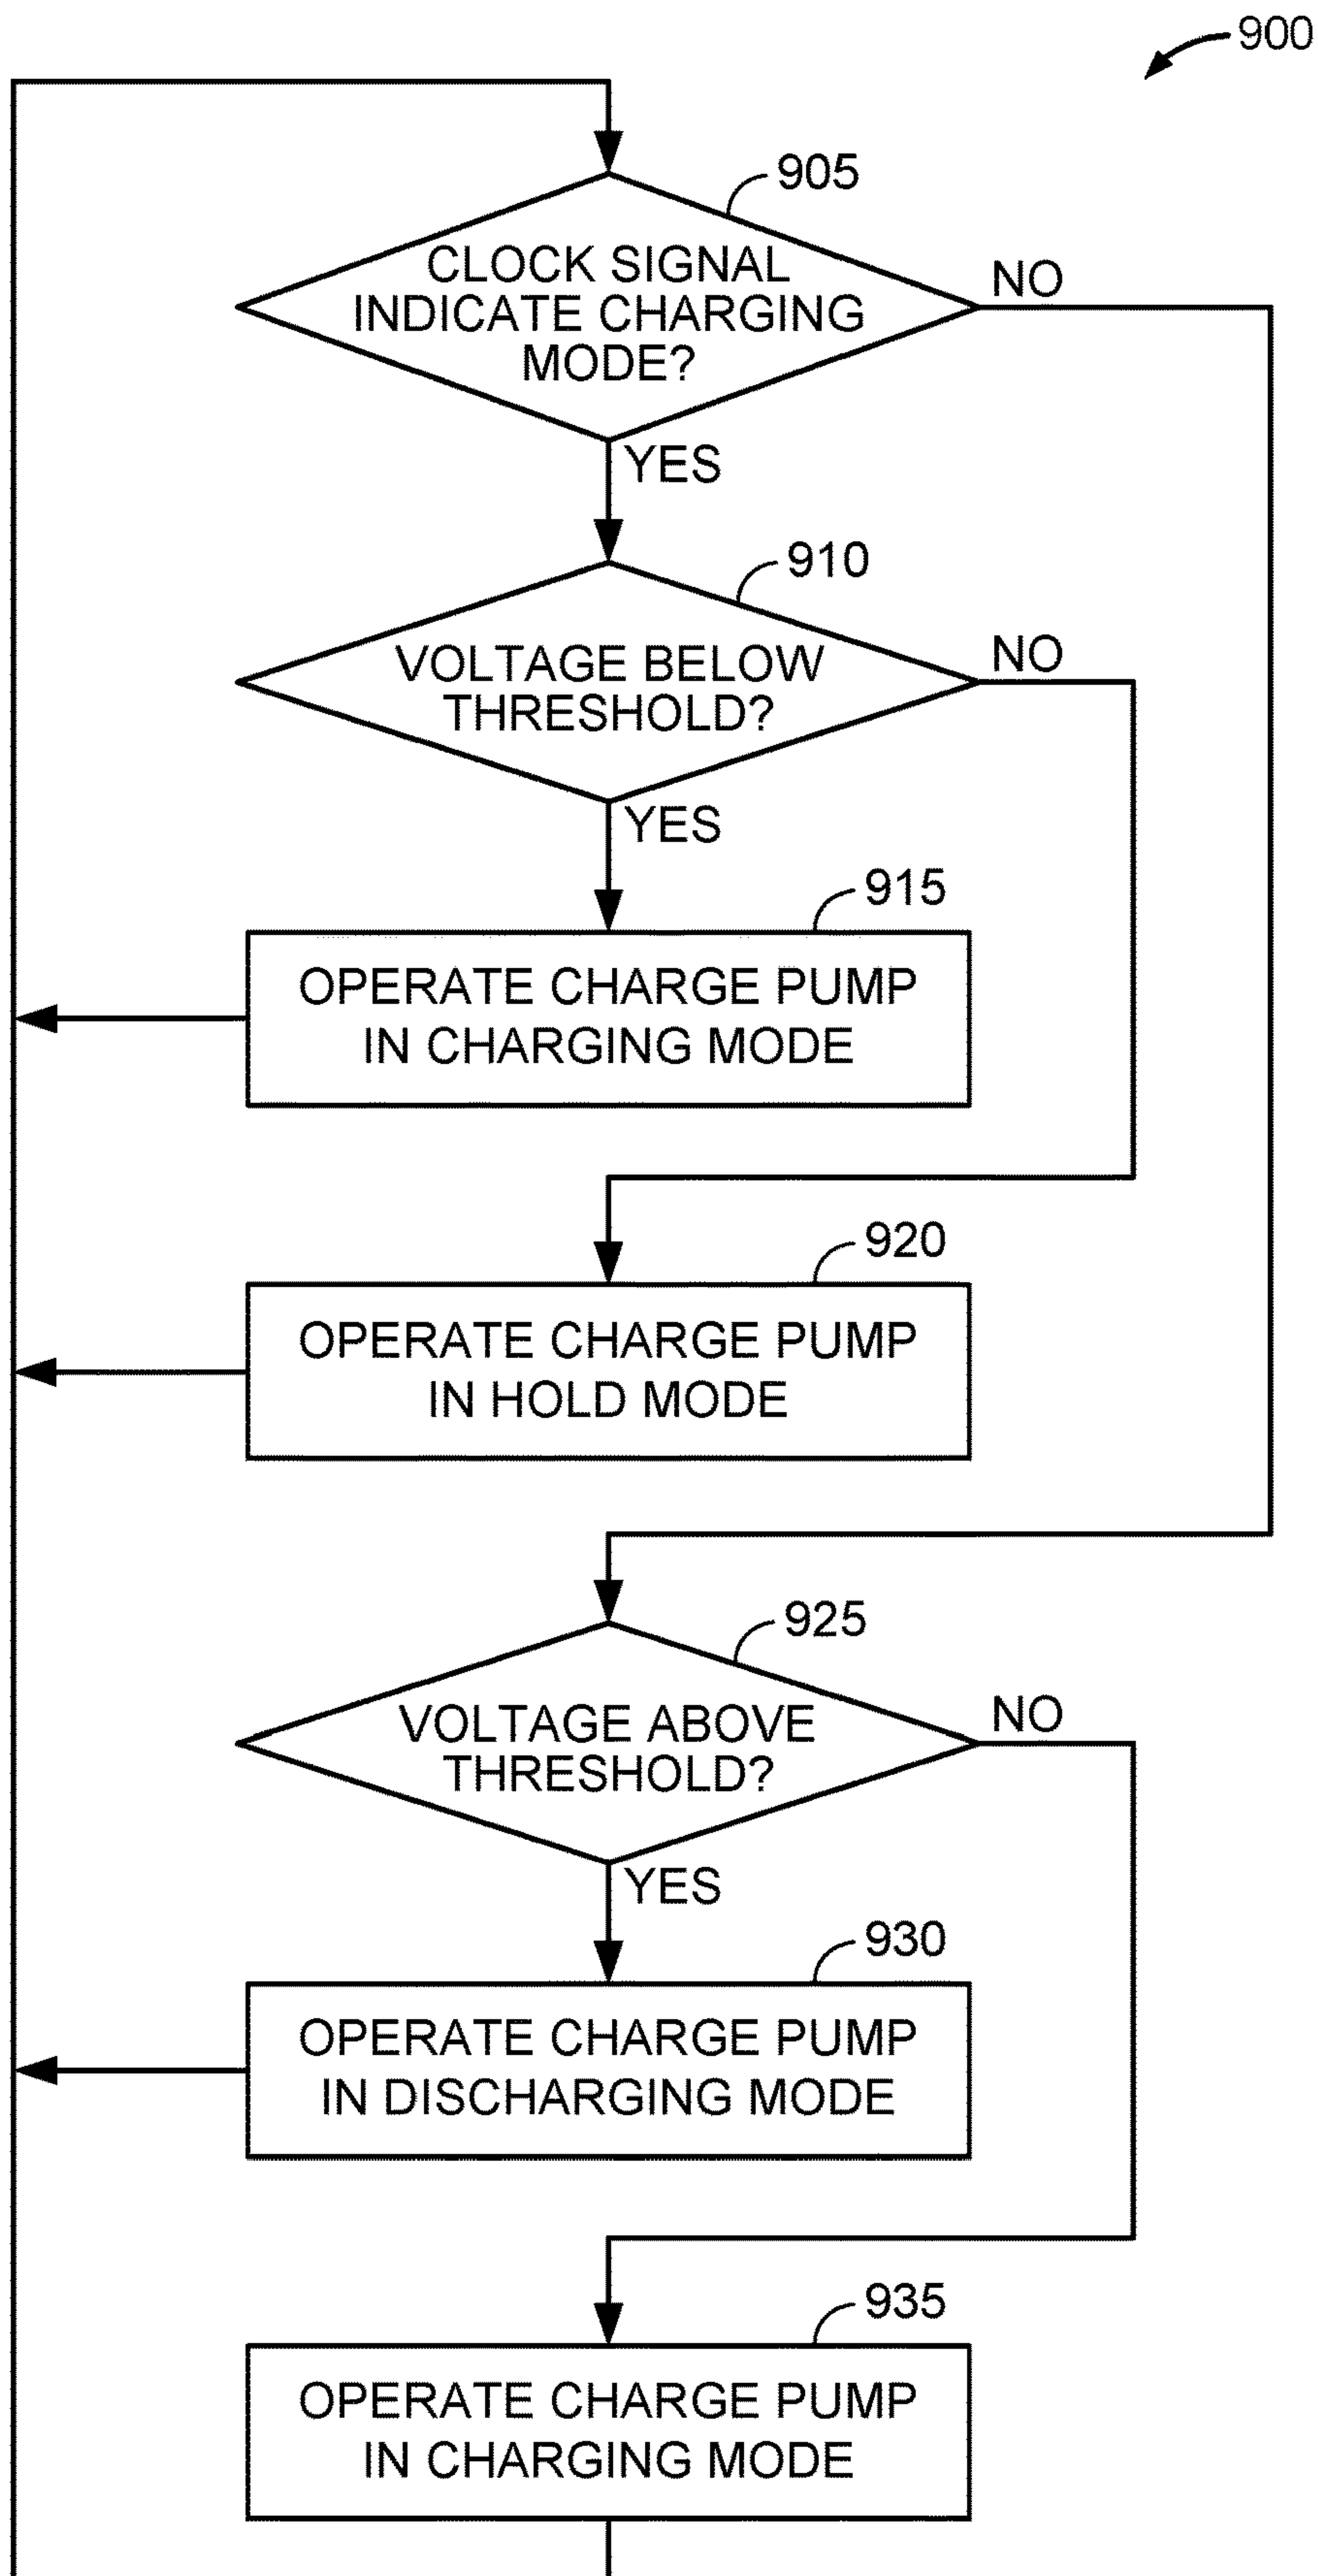 900
905
CLOCK SIGNAL
INDICATE CHARGING
MODE?
NO
YES
910
VOLTAGE BELOW
THRESHOLD?
NO
YES
915
OPERATE CHARGE PUMP
IN CHARGING MODE
920
OPERATE CHARGE PUMP
IN HOLD MODE
925
VOLTAGE ABOVE
THRESHOLD?
NO
YES
930
OPERATE CHARGE PUMP
IN DISCHARGING MODE
935
OPERATE CHARGE PUMP
IN CHARGING MODE